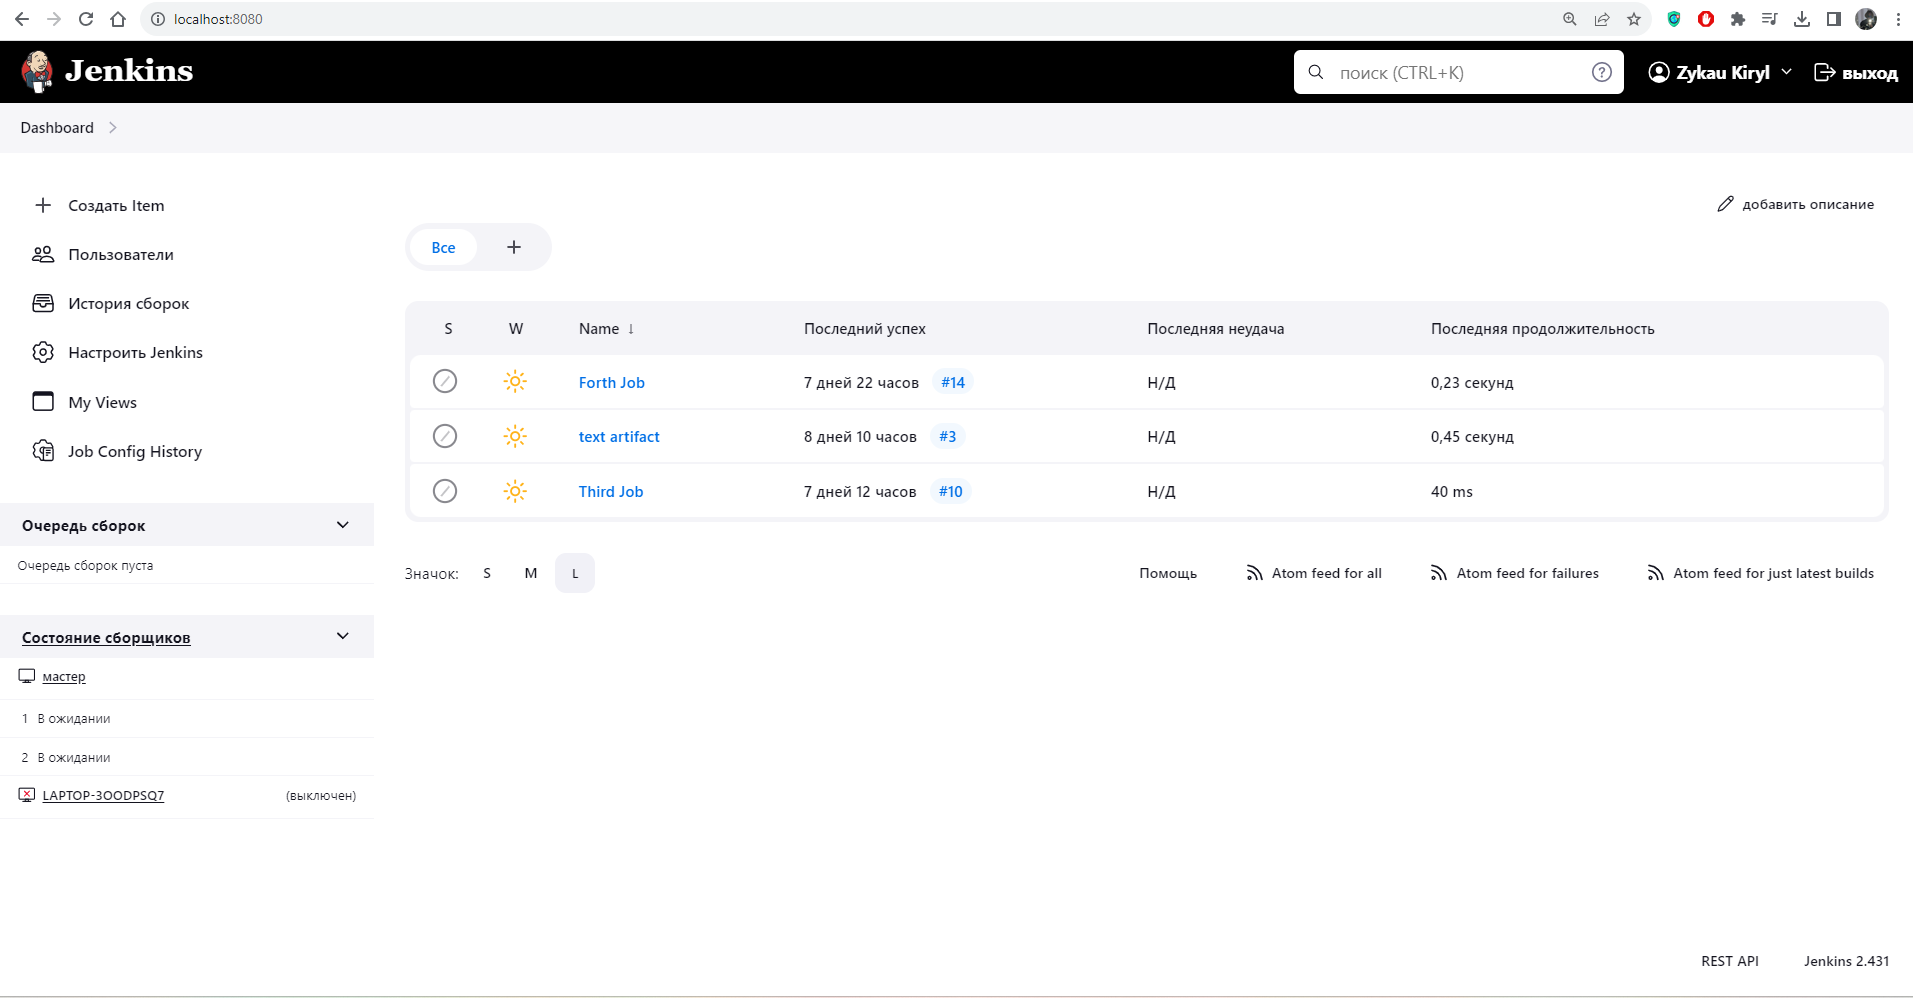 localhost:8080
Jenkins
поиск (CTRL+K)
Zykau Kiryl
выход
Dashboard
Создать Item
Пользователи
История сборок
Настроить Jenkins
My Views
Job Config History
Очередь сборок
Очередь сборок пуста
Состояние сборщиков
мастер
1 В ожидании
2 В ожидании
LAPTOP-3OODPSQ7 (выключен)
добавить описание
Все
S W Name ↓ Последний успех Последняя неудача Последняя продолжительность
Forth Job 7 дней 22 часов #14 Н/Д 0,23 секунд
text artifact 8 дней 10 часов #3 Н/Д 0,45 секунд
Third Job 7 дней 12 часов #10 Н/Д 40 ms
Значок: S M L
Помощь Atom feed for all Atom feed for failures Atom feed for just latest builds
REST API Jenkins 2.431